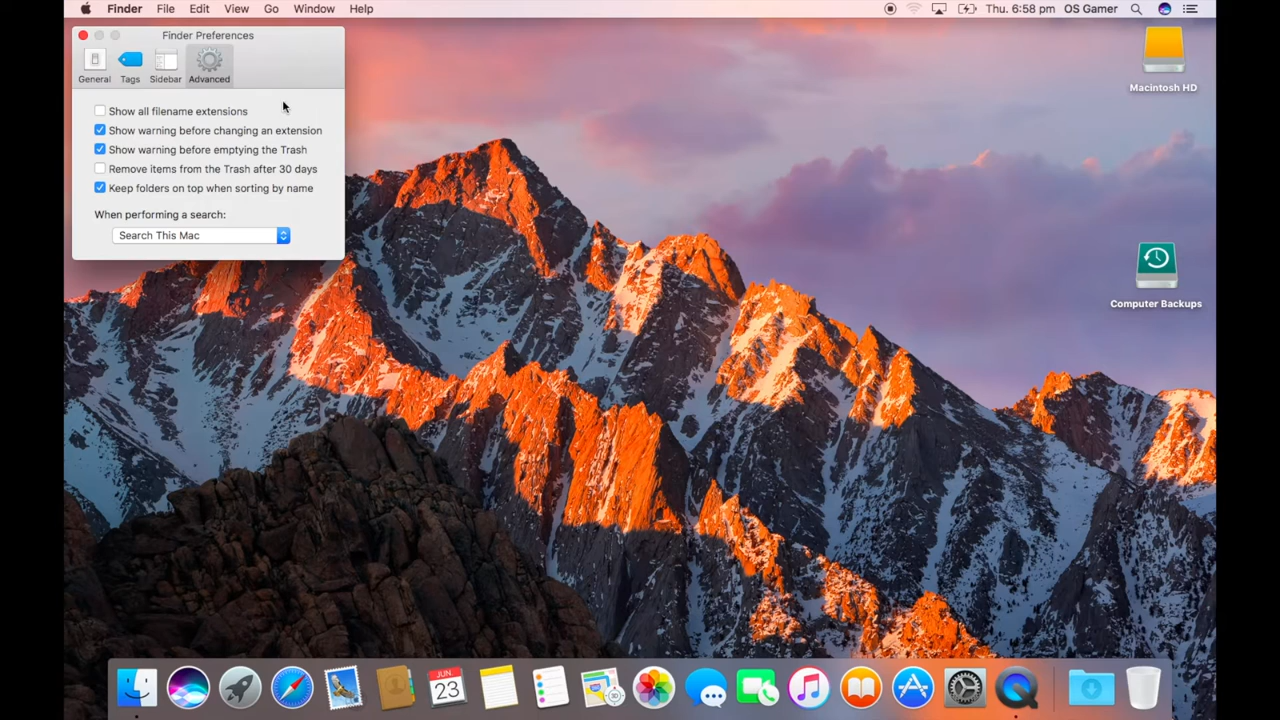 Finder File Edit View Go Window Help Thu. 6:58 pm OS Gamer
Finder Preferences
General Tags Sidebar Advanced
Show all filename extensions
Show warning before changing an extension
Show warning before emptying the Trash
Remove items from the Trash after 30 days
Keep folders on top when sorting by name
When performing a search:
Search This Mac
Macintosh HD
Computer Backups
JUN.
23
3D